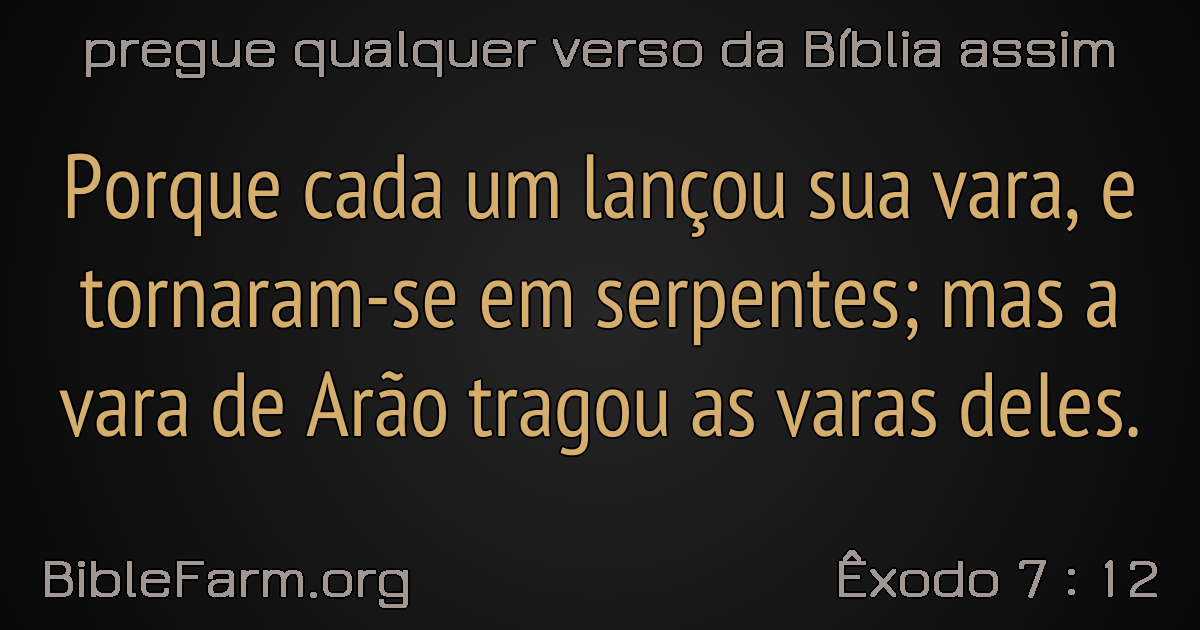 pregue qualquer verso da Bíblia assim
Porque cada um lançou sua vara, e
tornaram-se em serpentes; mas a
vara de Arão tragou as varas deles.
BibleFarm.org
Êxodo 7 : 12